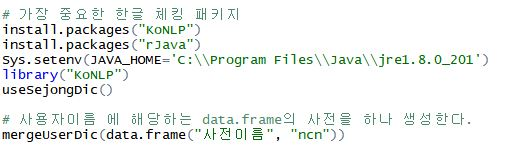 # 가장 중요한 한글 체킹 패키지
install.packages("KoNLP")
install.packages("rJava")
Sys.setenv(JAVA_HOME='C:\\Program Files\\Java\\jre1.8.0_201')
library("KoNLP")
useSejongDic()
# 사용자이름 에 해당하는 data.frame의 사전을 하나 생성한다.
mergeUserDic(data.frame("사전이름", "ncn"))